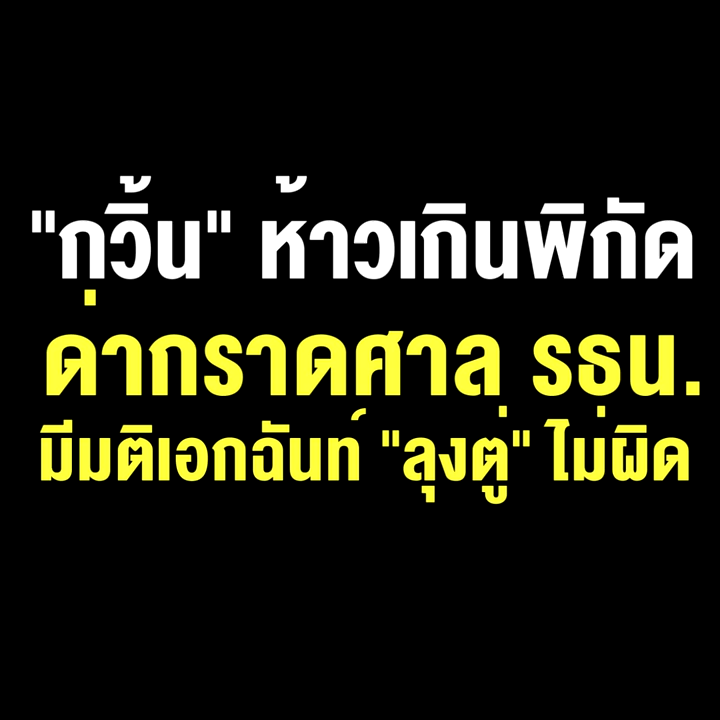 "กวิ้น" ห้าวเกินพิกัด
ด่ากราดศาล รธน.
มีมติเอกฉันท์ "ลุงตู่" ไม่ผิด